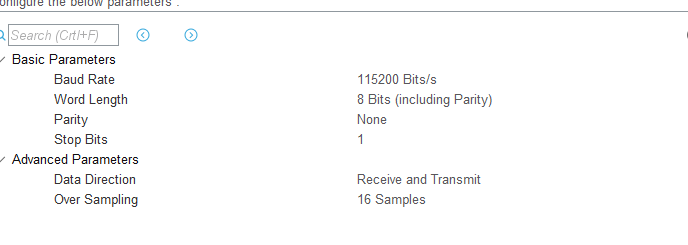 onfigure the below parameters :
Search (Crtl+F)
Basic Parameters
Baud Rate 115200 Bits/s
Word Length 8 Bits (including Parity)
Parity None
Stop Bits 1
Advanced Parameters
Data Direction Receive and Transmit
Over Sampling 16 Samples